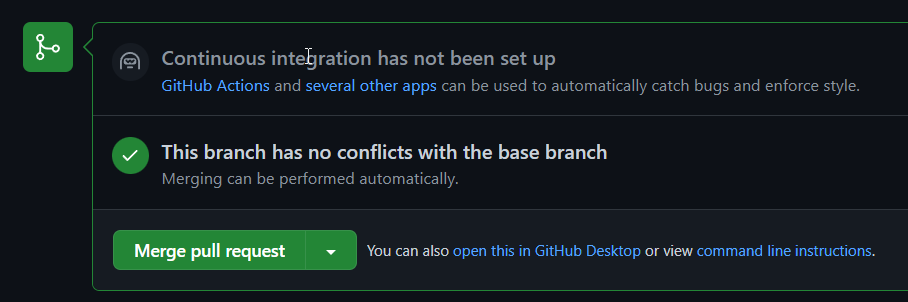 Continuous integration has not been set up
GitHub Actions and several other apps can be used to automatically catch bugs and enforce style.
This branch has no conflicts with the base branch
Merging can be performed automatically.
Merge pull request
You can also open this in GitHub Desktop or view command line instructions.